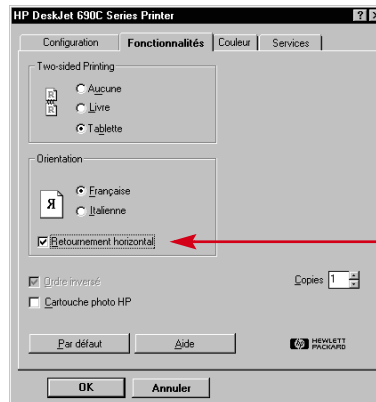 HP DeskJet 690C Series Printer
Configuration Fonctionnalités Couleur Services
Two-sided Printing
Aucune
Livre
Tablette
Orientation
Française
Italienne
Retournement horizontal
Ordre inversé
Copies 1
Cartouche photo HP
Par défaut Aide
HEWLETT
PACKARD
OK Annuler